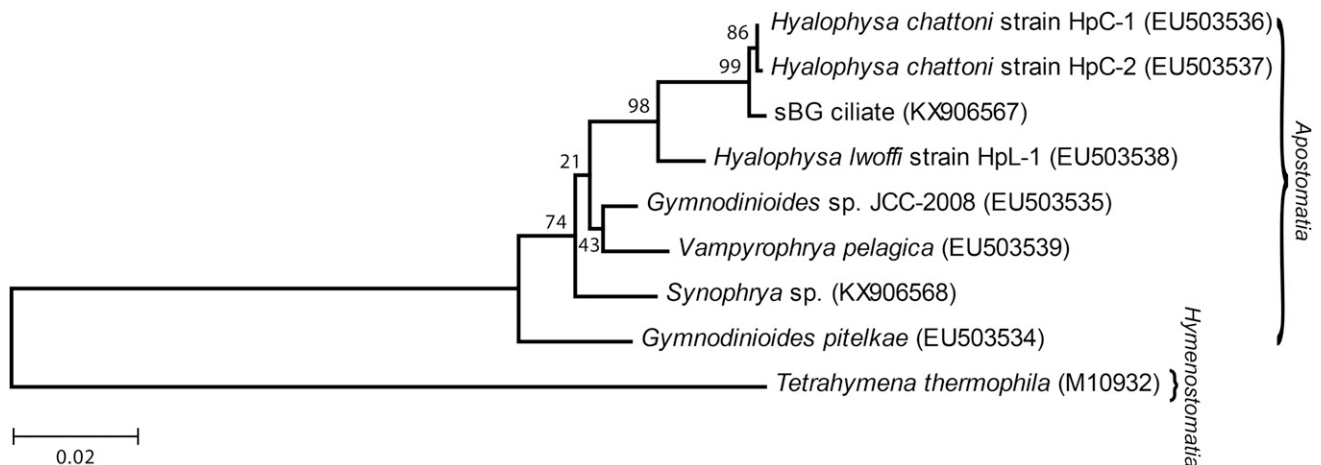 86
Hyalophysa chattoni strain HpC-1 (EU503536)
99
Hyalophysa chattoni strain HpC-2 (EU503537)
98
sBG ciliate (KX906567)
Hyalophysa lwoffi strain HpL-1 (EU503538)
21
Gymnodinioides sp. JCC-2008 (EU503535)
74
43
Vampyrophrya pelagica (EU503539)
Synophrya sp. (KX906568)
Gymnodinioides pitelkae (EU503534)
Tetrahymena thermophila (M10932)
Apostomatia
Hymenostomatia
0.02